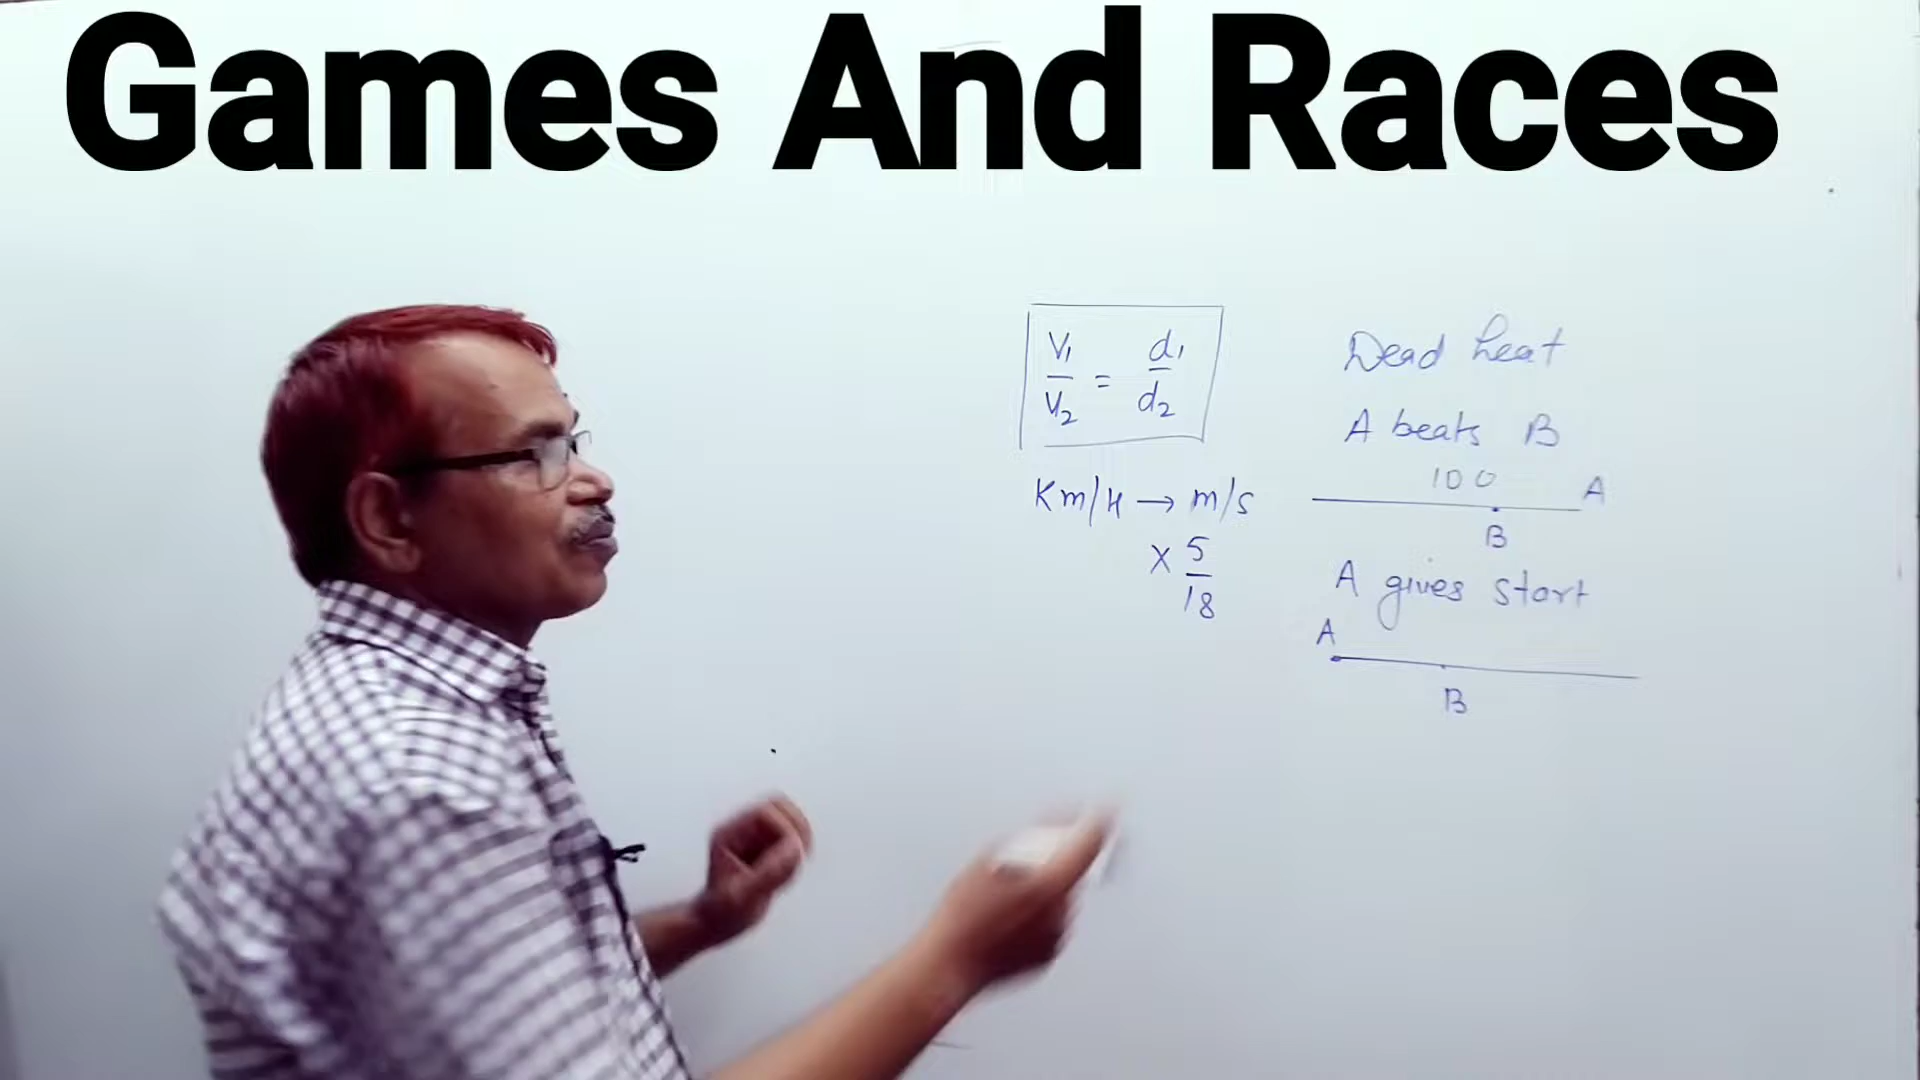 Games And Races
V1/V2 = d1/d2
Km/H → m/s
× 5/18
Dead heat
A beats B
100 A
B
A gives start
A
B